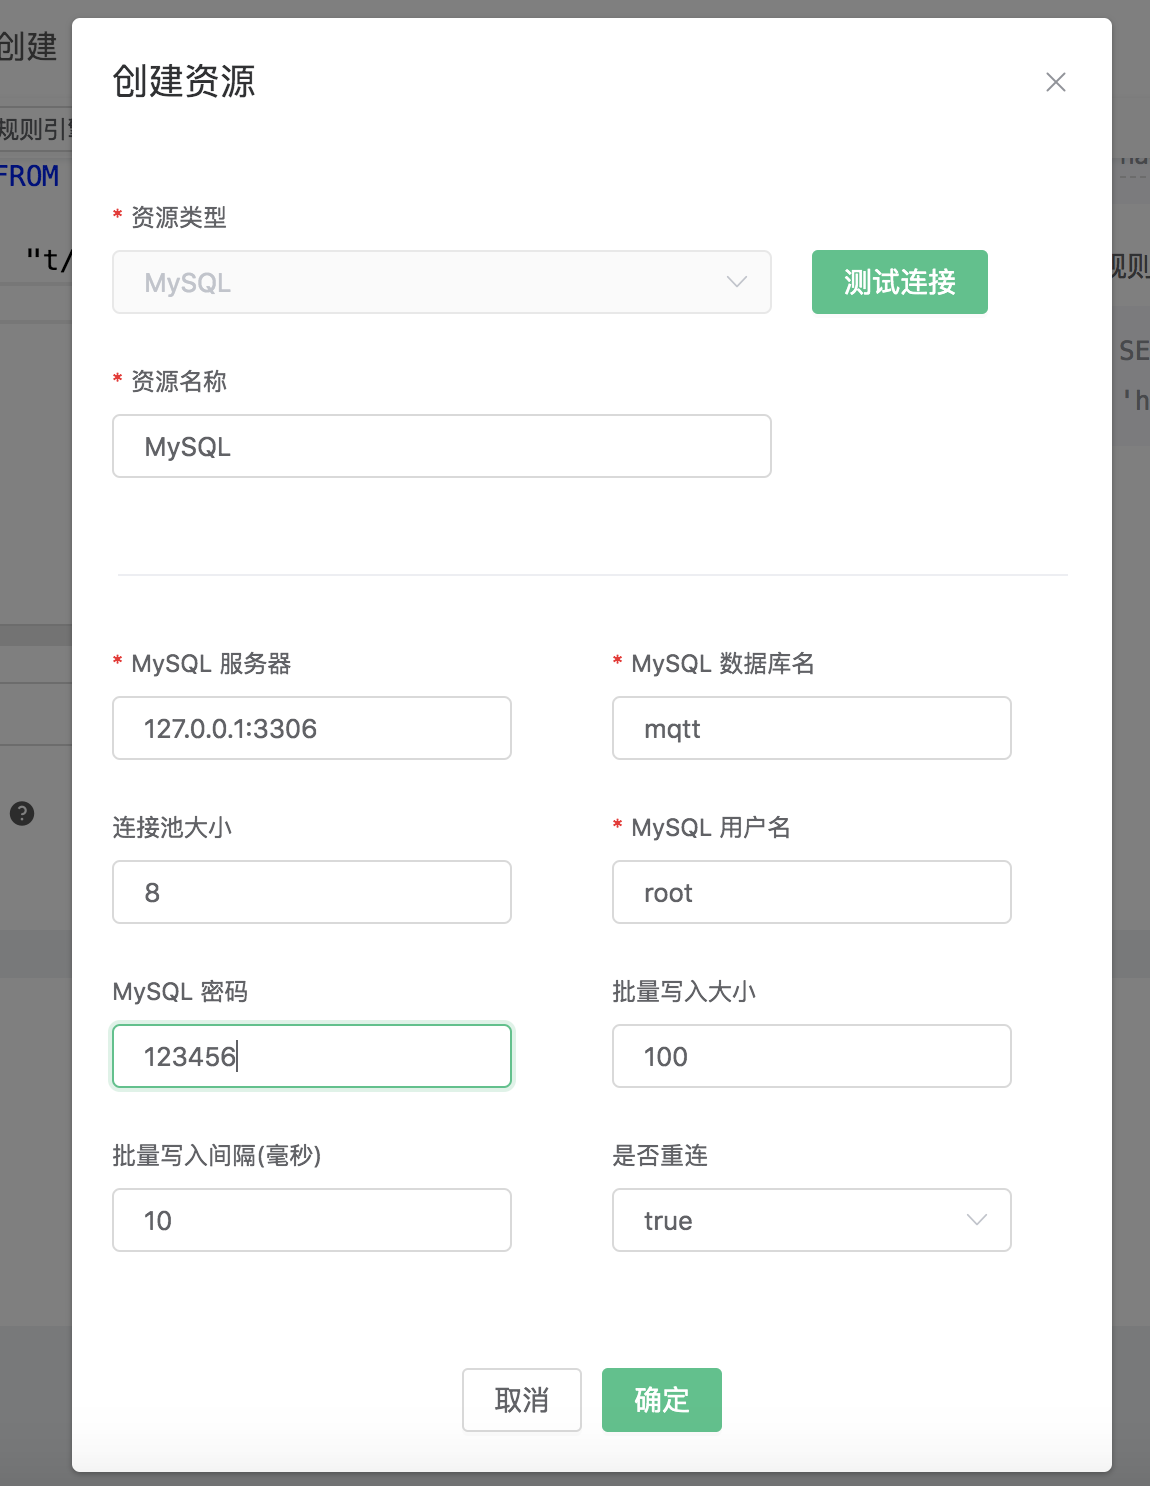 创建
创建资源
规则引
FROM
"t/
* 资源类型
MySQL
测试连接
规则
SE
'h
* 资源名称
MySQL
* MySQL 服务器
* MySQL 数据库名
127.0.0.1:3306
mqtt
连接池大小
* MySQL 用户名
8
root
MySQL 密码
批量写入大小
123456
100
批量写入间隔(毫秒)
是否重连
10
true
取消
确定